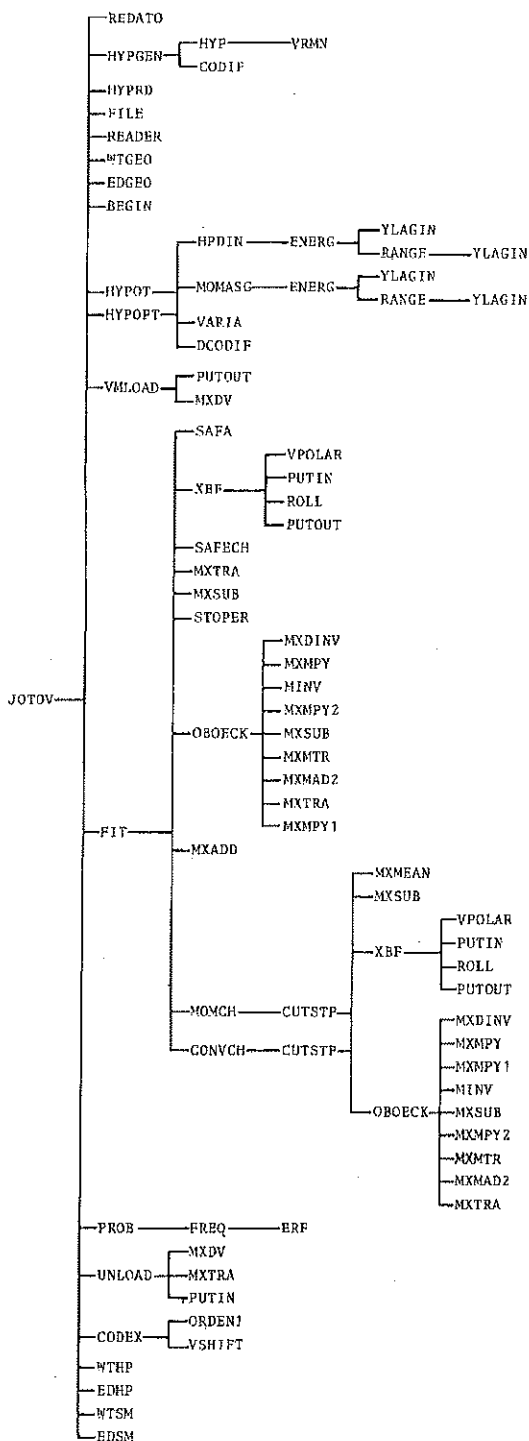 REDATO
HYPGEN HYP VRMN
CODIF
HYPRD
FILE
READER
WTGEO
EDGEO
BEGIN
HPDIN ENERG YLAGIN
RANGE YLAGIN
HYPOT MOMASG ENERG YLAGIN
RANGE YLAGIN
HYPOPT VARIA
DCODIF
VMLOAD PUTOUT
MXDV
SAFA
XBF VPOLAR
PUTIN
ROLL
PUTOUT
SAFECH
MXTRA
MXSUB
STOPER
JOTOV
OBOECK MXDINV
MXMPY
MINV
MXMPY2
MXSUB
MXMTR
MXMAD2
MXTRA
MXMPY1
FIT
MXADD
MXMEAN
MXSUB
XBF VPOLAR
PUTIN
ROLL
PUTOUT
MOMCH CUTSTP
CONVCH CUTSTP
OBOECK MXDINV
MXMPY
MXMPY1
MINV
MXSUB
MXMPY2
MXMTR
MXMAD2
MXTRA
PROB FREQ ERF
UNLOAD MXDV
MXTRA
PUTIN
CODEX ORDENJ
VSHIFT
WTHP
EDHP
WTSM
EDSM